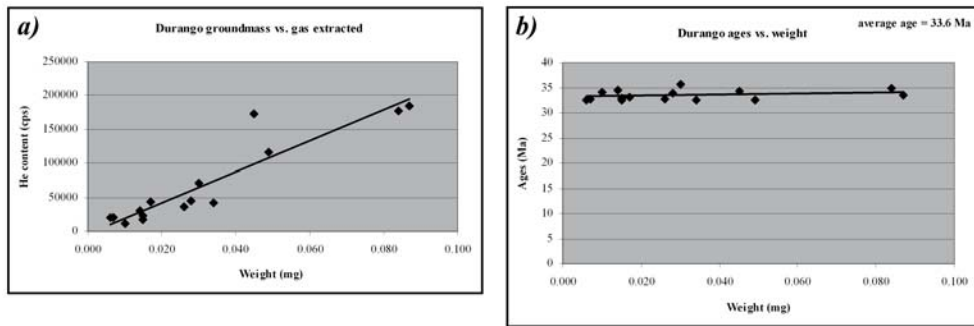 a)
Durango groundmass vs. gas extracted
He content (cps)
250000
200000
150000
100000
50000
0
0.000 0.020 0.040 0.060 0.080 0.100
Weight (mg)
b)
average age = 33.6 Ma
Durango ages vs. weight
Ages (Ma)
40
35
30
25
20
15
10
5
0
0.000 0.020 0.040 0.060 0.080 0.100
Weight (mg)